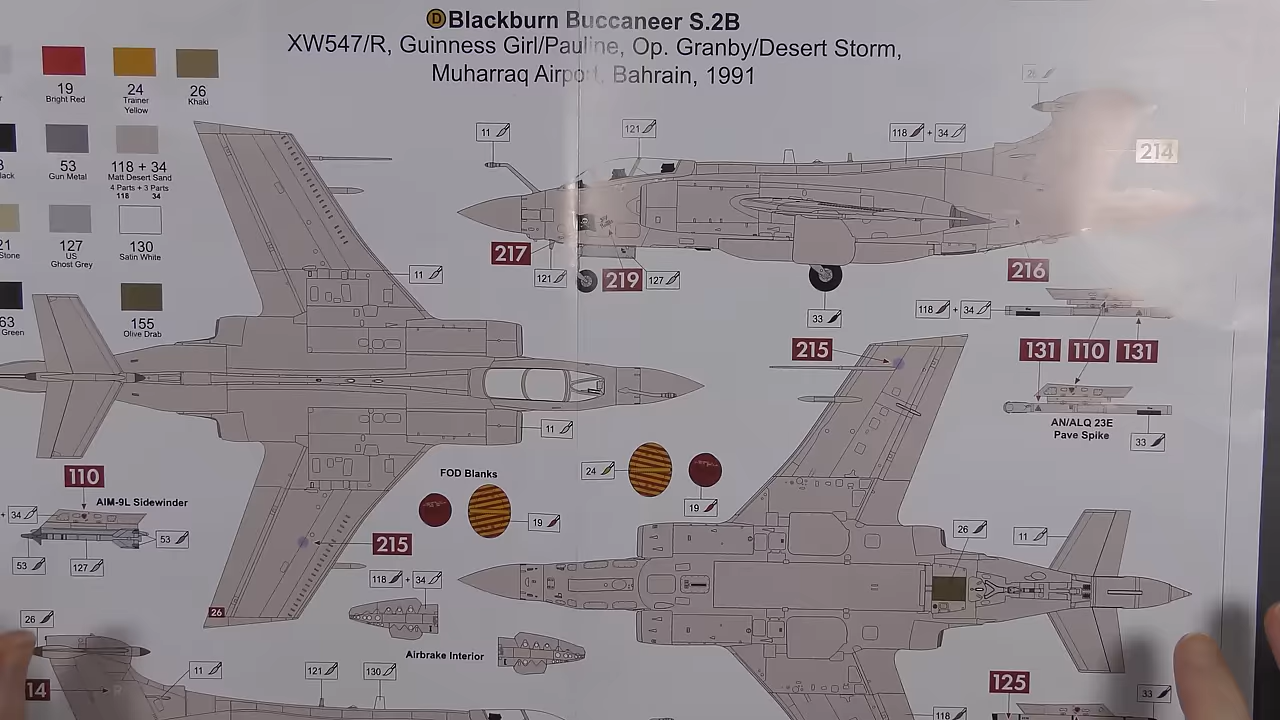 D Blackburn Buccaneer S.2B
XW547/R, Guinness Girl/Pauline, Op. Granby/Desert Storm,
Muharraq Airport, Bahrain, 1991
19
Bright Red
24
Trainer
Yellow
26
Khaki
53
Gun Metal
118 + 34
Matt Desert Sand
4 Parts + 3 Parts
118 34
21
Stone
127
US
Ghost Grey
130
Satin White
63
Green
155
Olive Drab
11
121
118 + 34
26
214
217
121
219
127
33
216
118 + 34
11
11
215
131 110 131
AN/ALQ 23E
Pave Spike
33
110
AIM-9L Sidewinder
+ 34
53
53
127
FOD Blanks
19
24
19
215
26
118 + 34
Airbrake Interior
26
11
26
14
R
11
121
130
125
33
118